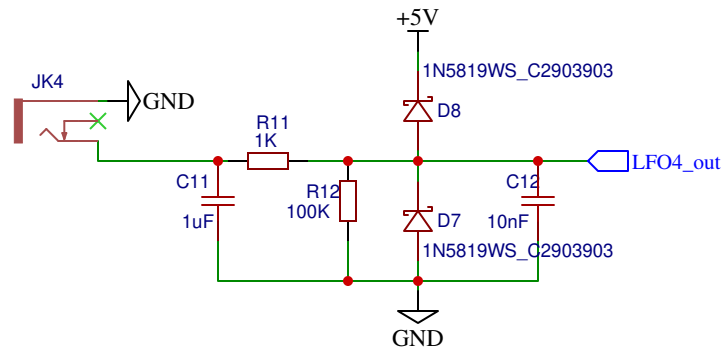 +5V
1N5819WS_C2903903
JK4
GND
D8
R11
1K
LFO4_out
C11
R12
C12
1uF
100K
D7
10nF
1N5819WS_C2903903
GND